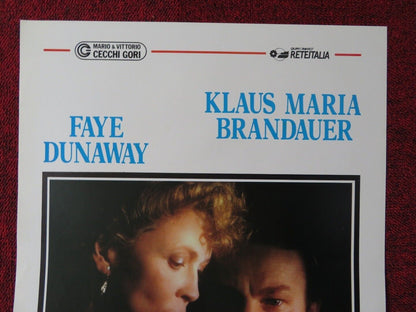 MARIO & VITTORIO
CECCHI GORI
RETEITALIA
KLAUS MARIA
BRANDAUER
FAYE
DUNAWAY